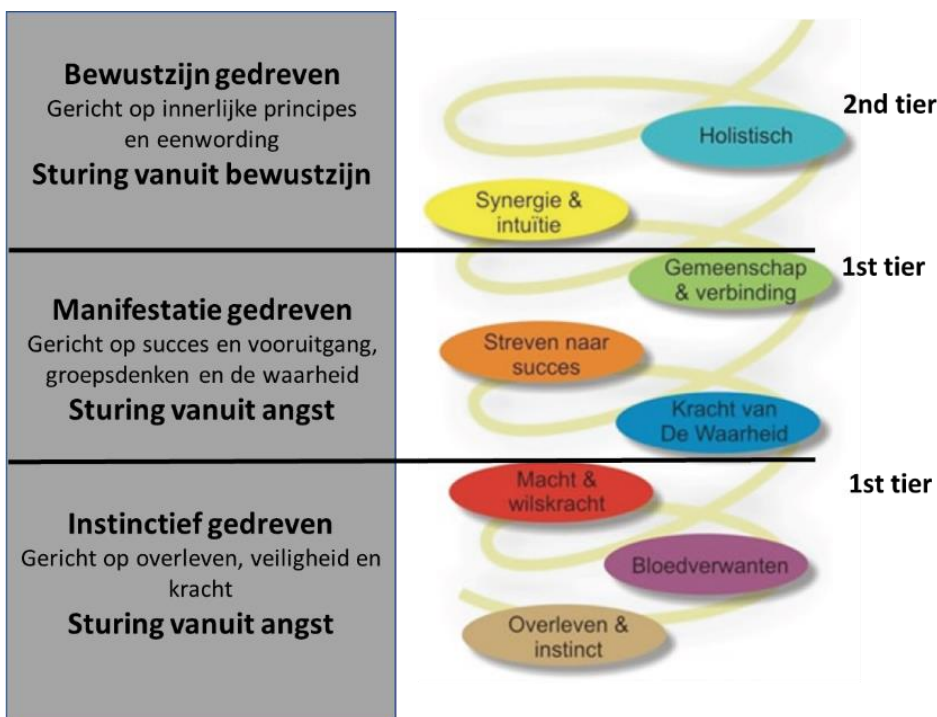 Bewustzijn gedreven
Gericht op innerlijke principes
en eenwording
Sturing vanuit bewustzijn
2nd tier
Holistisch
Synergie &
intuïtie
Manifestatie gedreven
Gericht op succes en vooruitgang,
groepsdenken en de waarheid
Sturing vanuit angst
1st tier
Gemeenschap
& verbinding
Streven naar
succes
Kracht van
De Waarheid
Instinctief gedreven
Gericht op overleven, veiligheid en
kracht
Sturing vanuit angst
1st tier
Macht &
wilskracht
Bloedverwanten
Overleven &
instinct